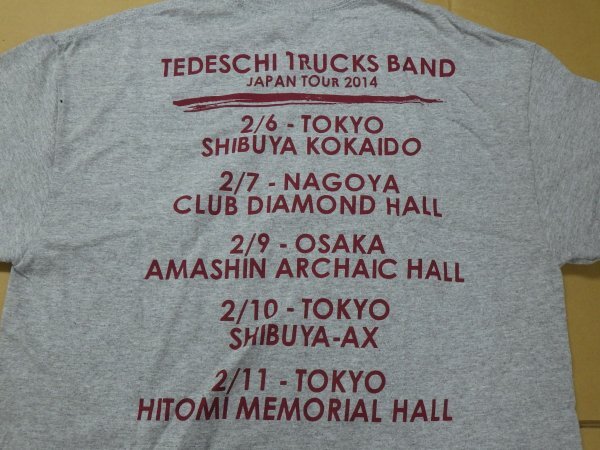 TEDESCHI TRUCKS BAND
JAPAN TOUR 2014
2/6 - TOKYO
SHIBUYA KOKAIDO
2/7 - NAGOYA
CLUB DIAMOND HALL
2/9 - OSAKA
AMASHIN ARCHAIC HALL
2/10 - TOKYO
SHIBUYA-AX
2/11 - TOKYO
HITOMI MEMORIAL HALL